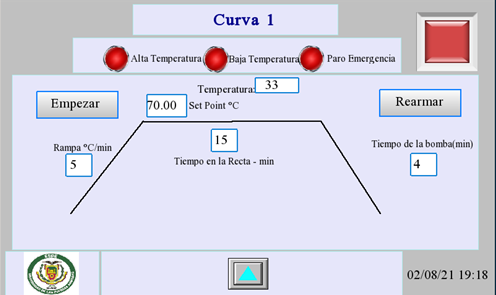 Curva 1
Alta Temperatura
Baja Temperatura
Paro Emergencia
Temperatura: 33
Empezar
70.00 Set Point ºC
Rearmar
Rampa ºC/min
5
15
Tiempo en la Recta - min
Tiempo de la bomba(min)
4
02/08/21 19:18